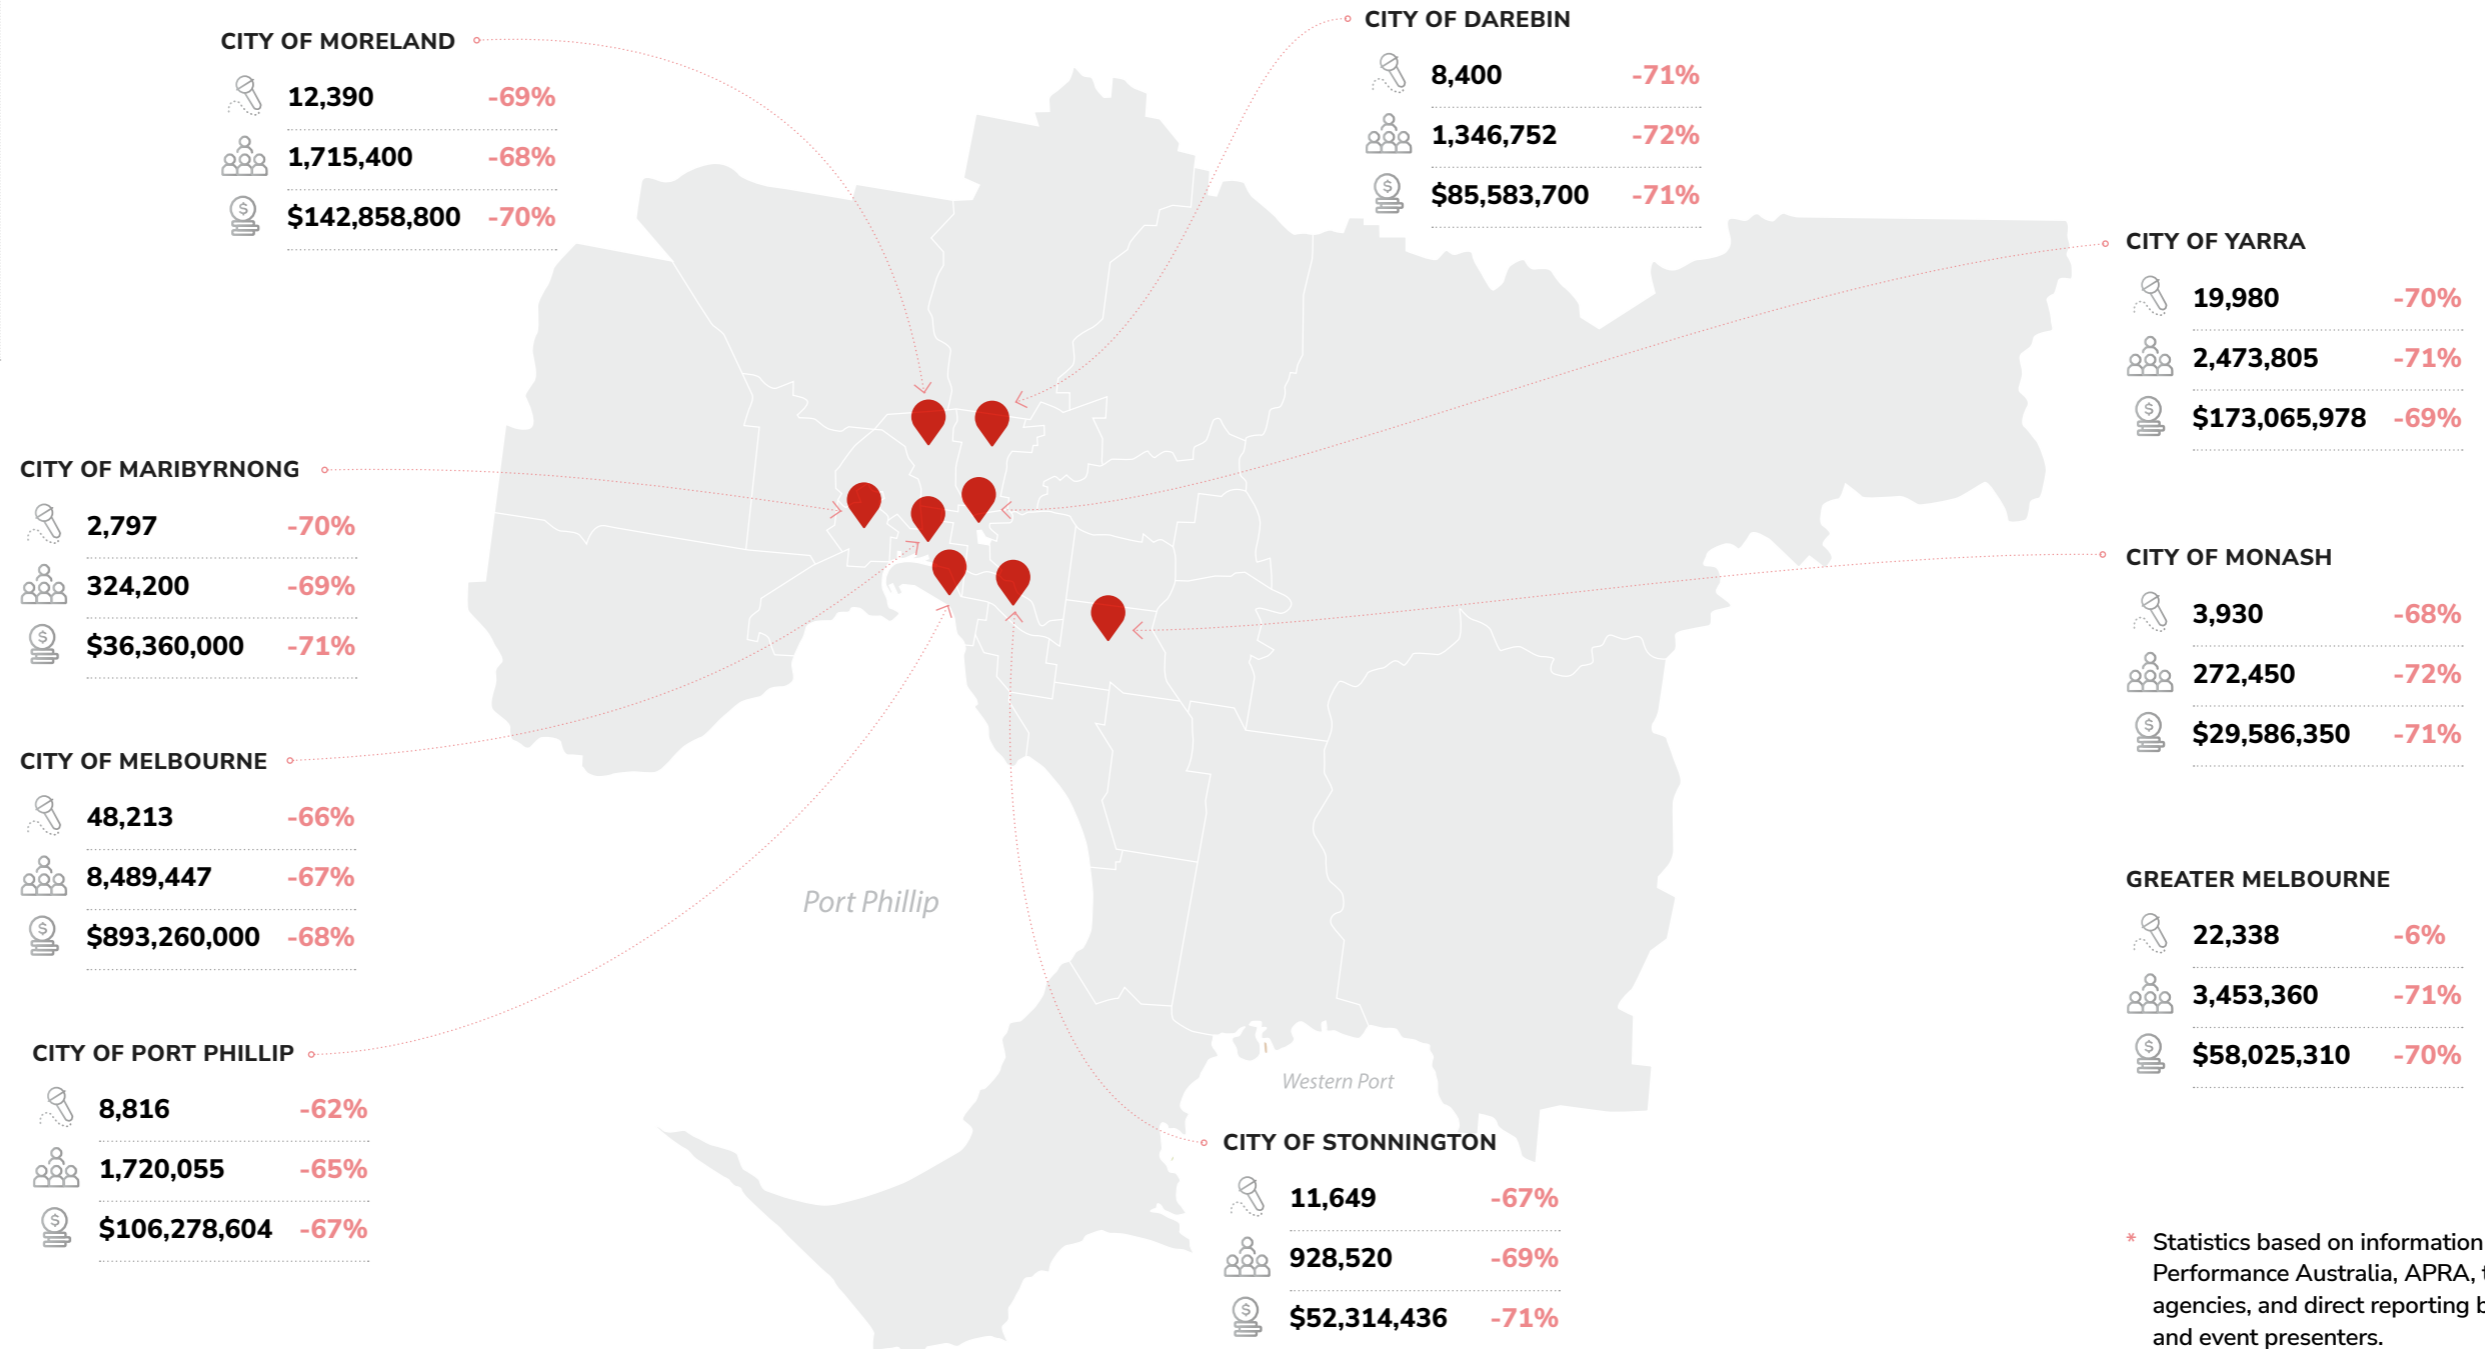 CITY OF MORELAND
12,390 -69%
1,715,400 -68%
$142,858,800 -70%
CITY OF DAREBIN
8,400 -71%
1,346,752 -72%
$85,583,700 -71%
CITY OF YARRA
19,980 -70%
2,473,805 -71%
$173,065,978 -69%
CITY OF MARIBYRNONG
2,797 -70%
324,200 -69%
$36,360,000 -71%
CITY OF MONASH
3,930 -68%
272,450 -72%
$29,586,350 -71%
CITY OF MELBOURNE
48,213 -66%
8,489,447 -67%
$893,260,000 -68%
Port Phillip
GREATER MELBOURNE
22,338 -6%
3,453,360 -71%
$58,025,310 -70%
CITY OF PORT PHILLIP
8,816 -62%
1,720,055 -65%
$106,278,604 -67%
Western Port
CITY OF STONNINGTON
11,649 -67%
928,520 -69%
$52,314,436 -71%
* Statistics based on information
Performance Australia, APRA,
agencies, and direct reporting
and event presenters.